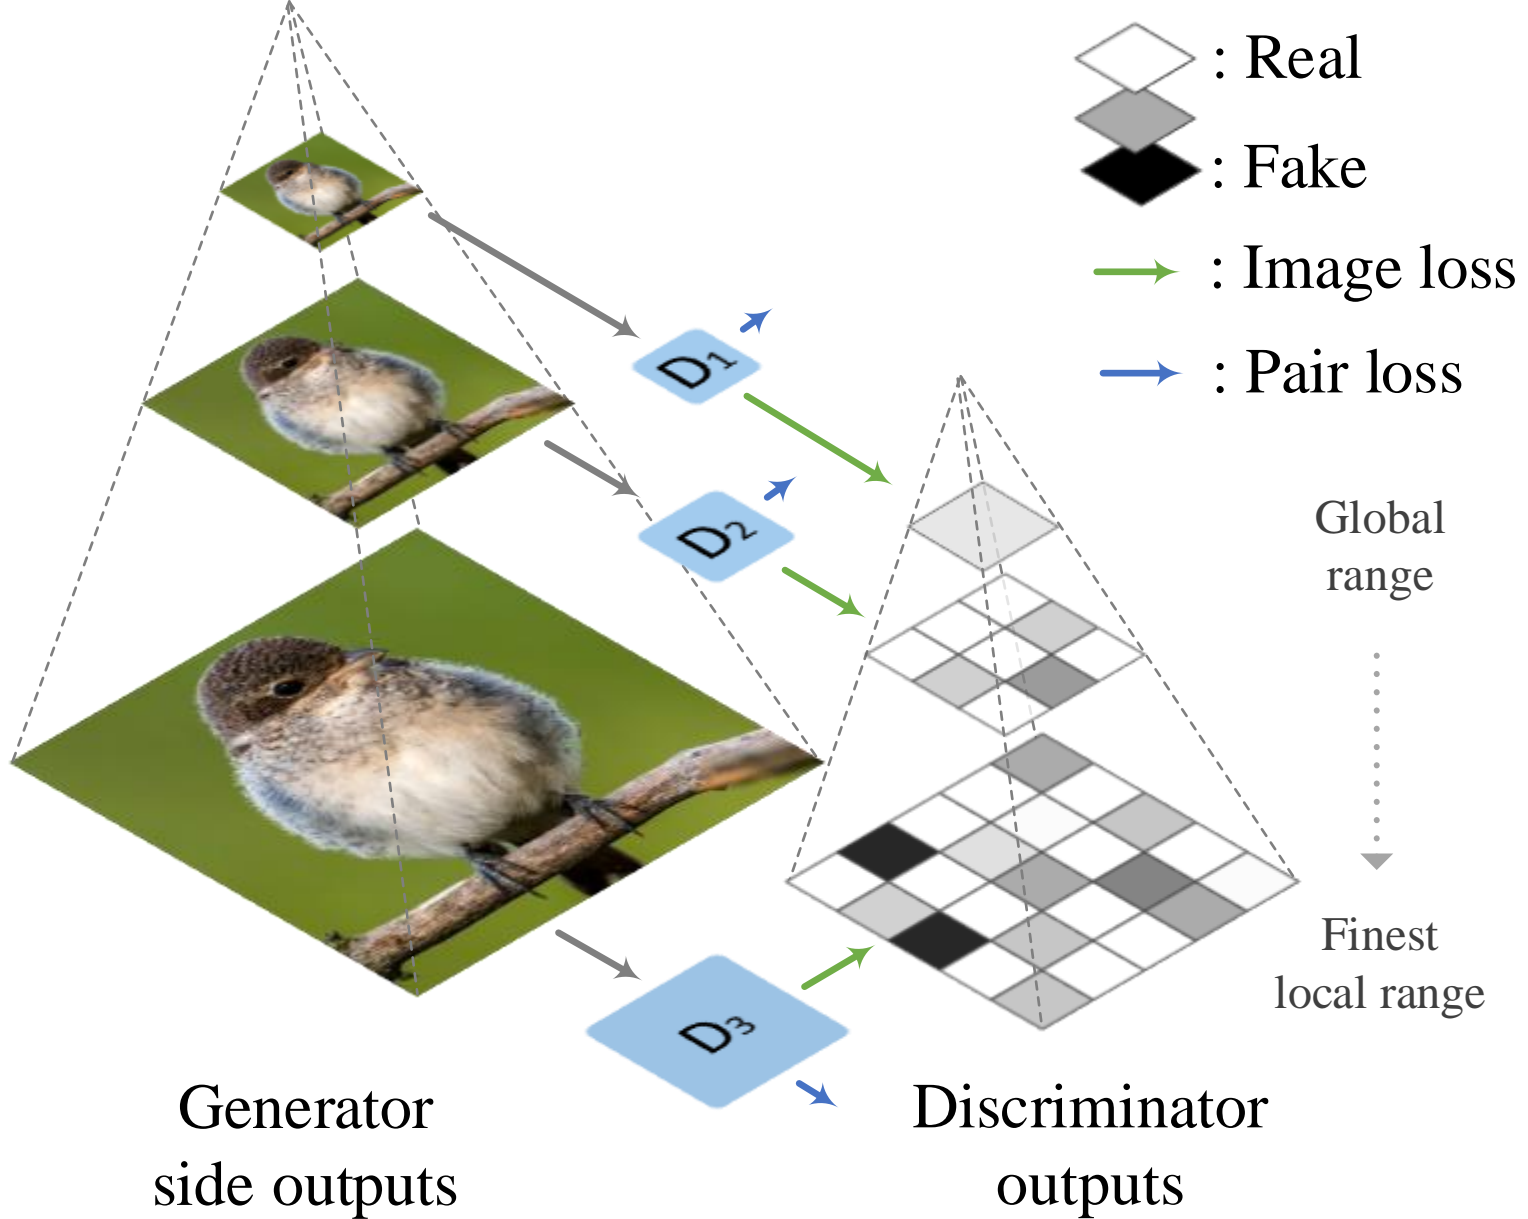 : Real
: Fake
: Image loss
: Pair loss
D1
D2
D3
Global
range
Finest
local range
Generator
side outputs
Discriminator
outputs